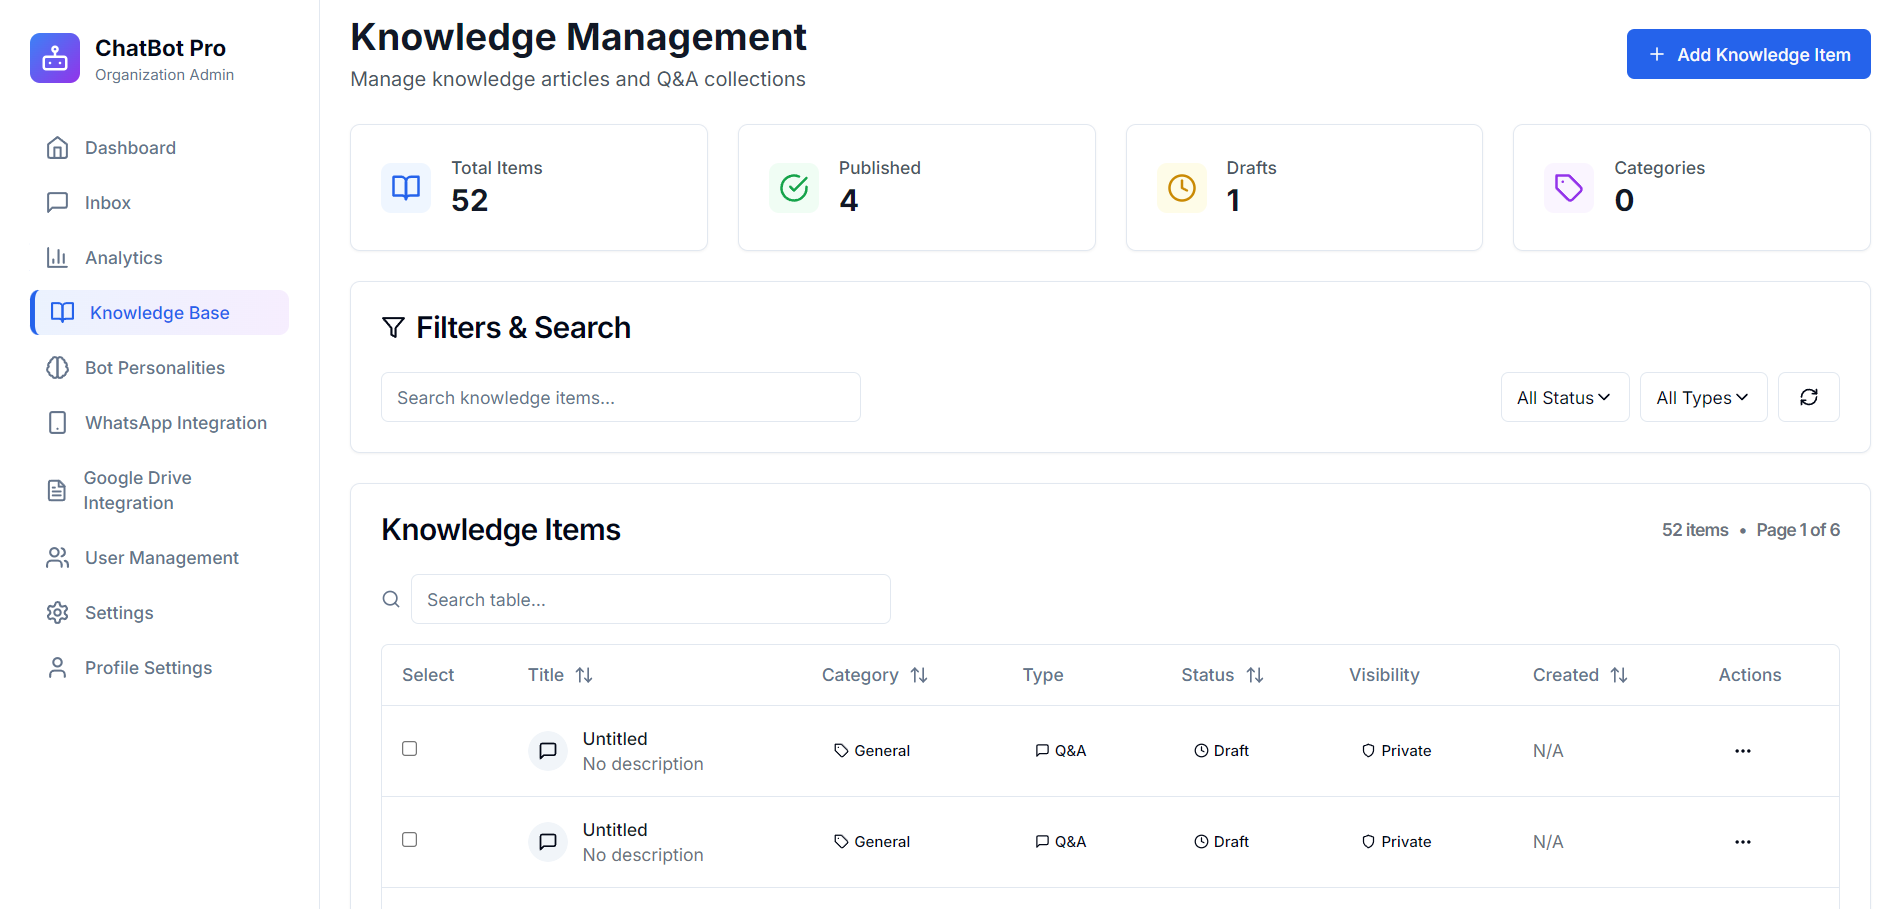 ChatBot Pro
Organization Admin
Dashboard
Inbox
Analytics
Knowledge Base
Bot Personalities
WhatsApp Integration
Google Drive
Integration
User Management
Settings
Profile Settings
Knowledge Management
Manage knowledge articles and Q&A collections
Add Knowledge Item
Total Items
52
Published
4
Drafts
1
Categories
0
Filters & Search
Search knowledge items...
All Status
All Types
Knowledge Items
52 items • Page 1 of 6
Search table...
Select Title Category Type Status Visibility Created Actions
Untitled
No description
General Q&A Draft Private N/A
Untitled
No description
General Q&A Draft Private N/A